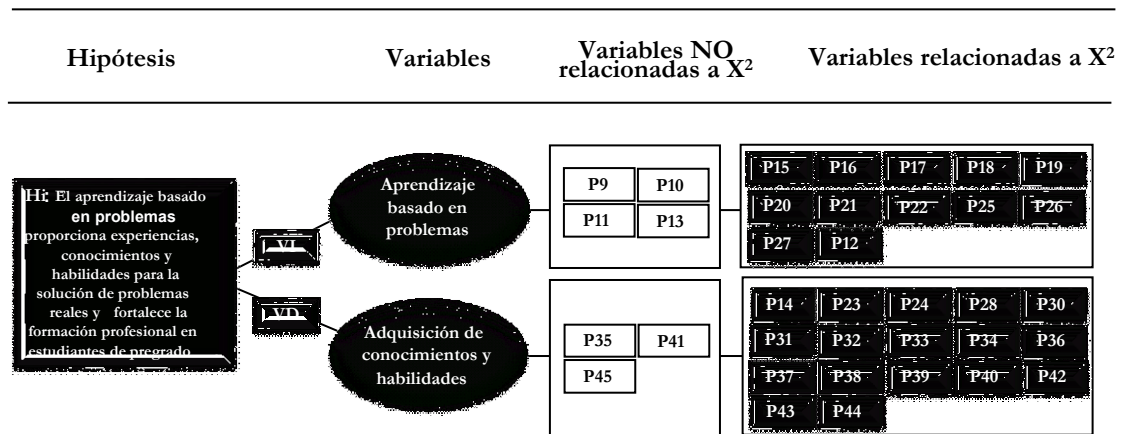 Hipótesis
Variables
Variables NO
relacionadas a X²
Variables relacionadas a X²
Hi: El aprendizaje basado
en problemas
proporciona experiencias,
conocimientos y
habilidades para la
solución de problemas
reales y fortalece la
formación profesional en
estudiantes de pregrado
VI
VD
Aprendizaje
basado en
problemas
P9 P10
P11 P13
P15 P16 P17 P18 P19
P20 P21 P22 P25 P26
P27 P12
Adquisición de
conocimientos y
habilidades
P35 P41
P45
P14 P23 P24 P28 P30
P31 P32 P33 P34 P36
P37 P38 P39 P40 P42
P43 P44